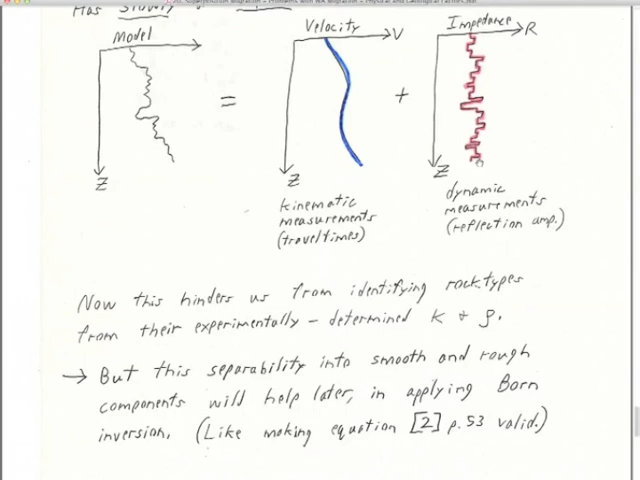 Has
Model
Velocity V
Impedance R
= +
Z
Z
Z
kinematic
measurements
(traveltimes)
dynamic
measurements
(reflection amp.)
Now this hinders us from identifying rocktypes
from their experimentally-determined k & ρ.
→ But this separability into smooth and rough
components will help later, in applying Born
inversion. (Like making equation [2] p.53 valid.)